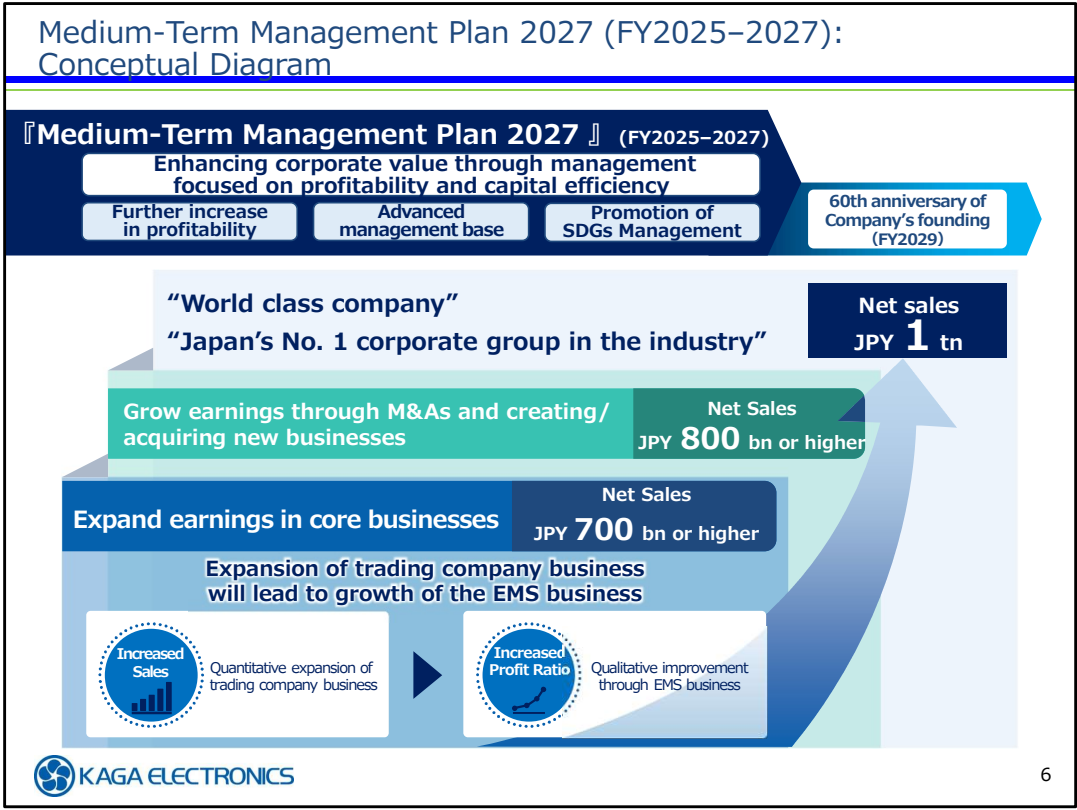 Medium-Term Management Plan 2027 (FY2025–2027):
Conceptual Diagram
『Medium-Term Management Plan 2027 』 (FY2025–2027)
Enhancing corporate value through management
focused on profitability and capital efficiency
Further increase
in profitability
Advanced
management base
Promotion of
SDGs Management
60th anniversary of
Company’s founding
(FY2029)
“World class company”
“Japan’s No. 1 corporate group in the industry”
Net sales
JPY 1 tn
Grow earnings through M&As and creating/
acquiring new businesses
Net Sales
JPY 800 bn or higher
Expand earnings in core businesses
Net Sales
JPY 700 bn or higher
Expansion of trading company business
will lead to growth of the EMS business
Increased
Sales
Quantitative expansion of
trading company business
Increased
Profit Ratio
Qualitative improvement
through EMS business
KAGA ELECTRONICS
6